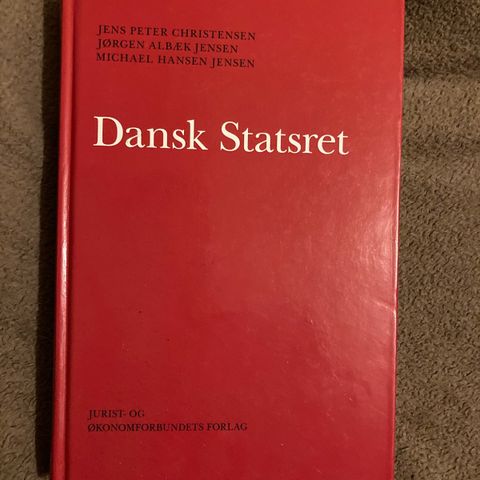 JENS PETER CHRISTENSEN
JØRGEN ALBÆK JENSEN
MICHAEL HANSEN JENSEN
Dansk Statsret
JURIST- OG
ØKONOMFORBUNDETS FORLAG